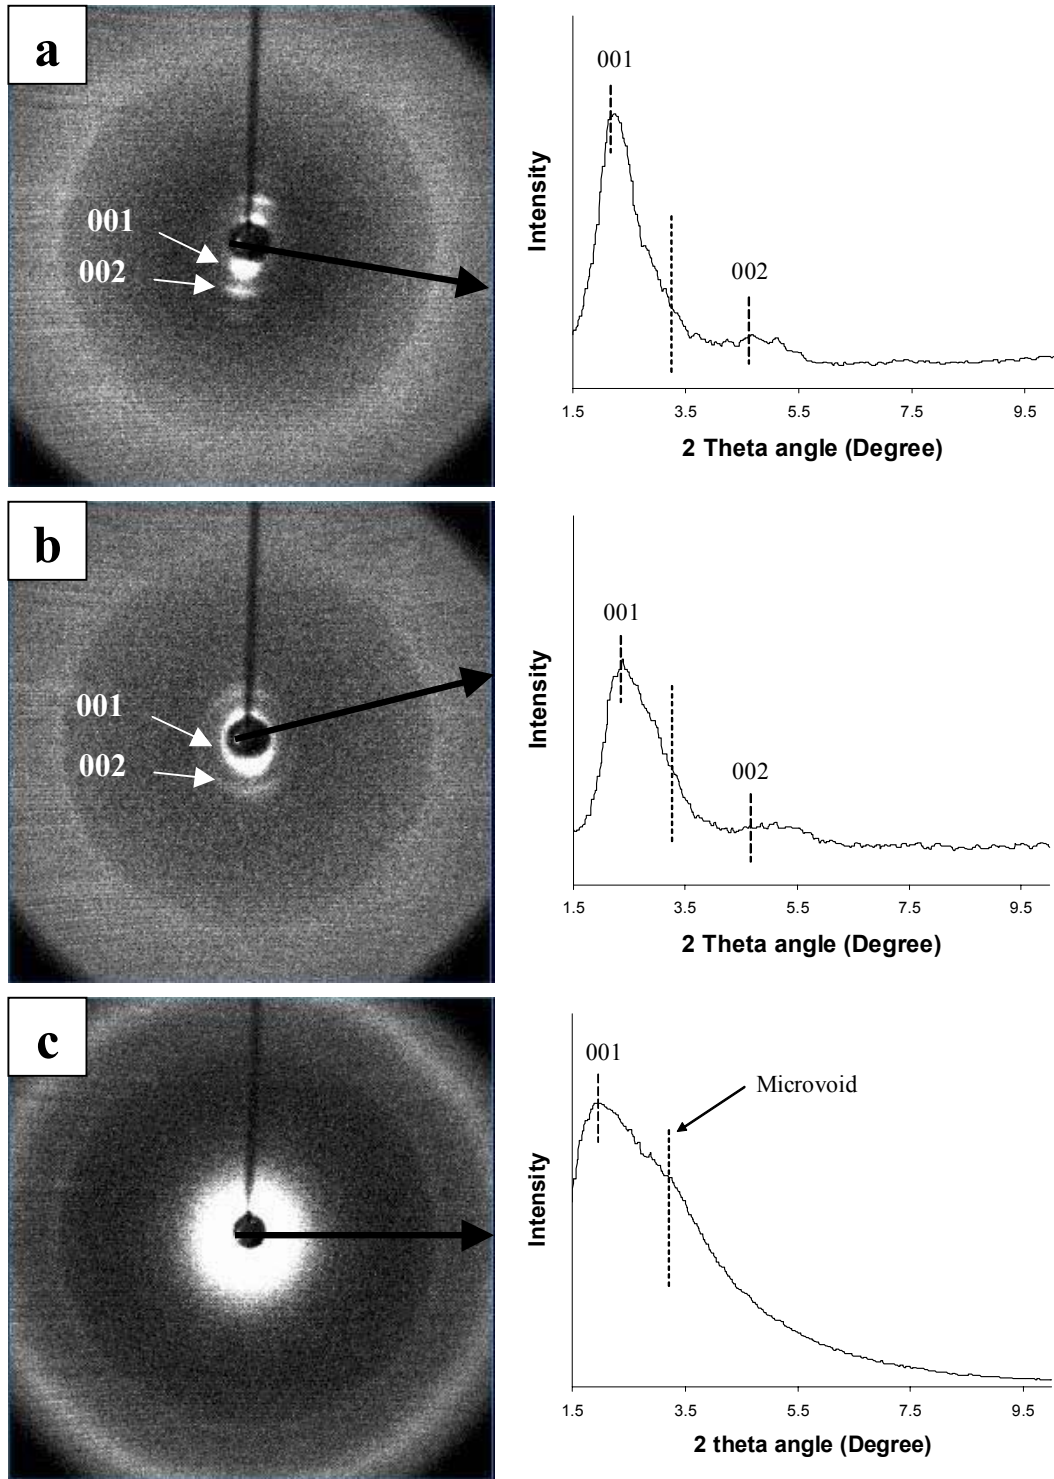 a
001
002
001
002
Intensity
1.5 3.5 5.5 7.5 9.5
2 Theta angle (Degree)
b
001
002
001
002
Intensity
1.5 3.5 5.5 7.5 9.5
2 Theta angle (Degree)
c
001
Microvoid
Intensity
1.5 3.5 5.5 7.5 9.5
2 theta angle (Degree)